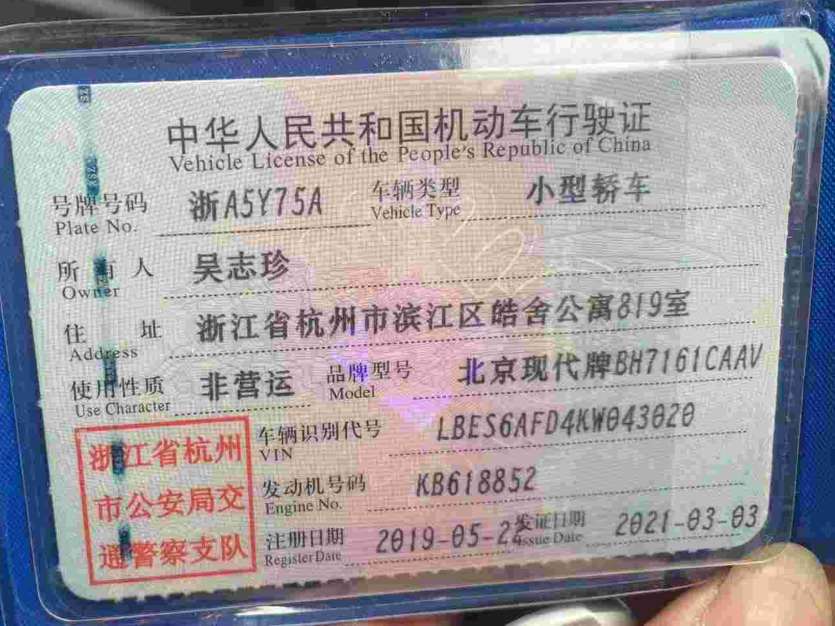 中华人民共和国机动车行驶证
Vehicle License of the People's Republic of China
号牌号码 浙A5Y75A 车辆类型 小型轿车
Plate No. Vehicle Type
所有人 吴志珍
Owner
住址 浙江省杭州市滨江区皓舍公寓819室
Address
使用性质 非营运 品牌型号 北京现代牌BH7161CAAV
Use Character Model
浙江省杭州
市公安局交
通警察支队
车辆识别代号 LBES6AFD4KW043020
VIN
发动机号码 KB618852
Engine No.
注册日期 2019-05-22 发证日期 2021-03-03
Register Date Issue Date